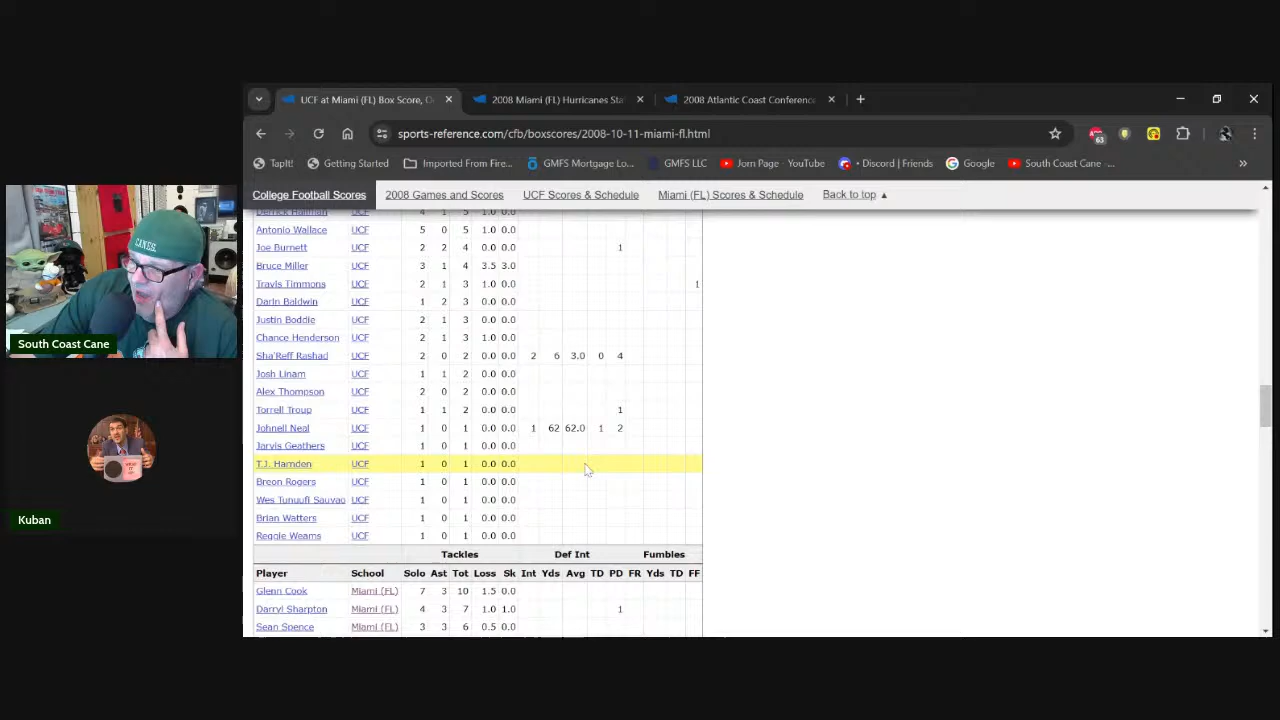 UCF at Miami (FL) Box Score, O
2008 Miami (FL) Hurricanes Sta
2008 Atlantic Coast Conference
sports-reference.com/cfb/boxscores/2008-10-11-miami-fl.html
63
TapIt!
Getting Started
Imported From Fire...
GMFS Mortgage Lo...
GMFS LLC
Jorn Page - YouTube
Discord | Friends
Google
South Coast Cane -...
»
College Football Scores
2008 Games and Scores
UCF Scores & Schedule
Miami (FL) Scores & Schedule
Back to top ▲
Derrick Hallman UCF 4 1 5 1.0 0.0
Antonio Wallace UCF 5 0 5 1.0 0.0
Joe Burnett UCF 2 2 4 0.0 0.0 1
Bruce Miller UCF 3 1 4 3.5 3.0
Travis Timmons UCF 2 1 3 1.0 0.0 1
Darin Baldwin UCF 1 2 3 0.0 0.0
Justin Boddie UCF 2 1 3 0.0 0.0
Chance Henderson UCF 2 1 3 1.0 0.0
Sha'Reff Rashad UCF 2 0 2 0.0 0.0 2 6 3.0 0 4
Josh Linam UCF 1 1 2 0.0 0.0
Alex Thompson UCF 2 0 2 0.0 0.0
Torrell Troup UCF 1 1 2 0.0 0.0 1
Johnell Neal UCF 1 0 1 0.0 0.0 1 62 62.0 1 2
Jarvis Geathers UCF 1 0 1 0.0 0.0
T.J. Harnden UCF 1 0 1 0.0 0.0
Breon Rogers UCF 1 0 1 0.0 0.0
Wes Tunuufi Sauvao UCF 1 0 1 0.0 0.0
Brian Watters UCF 1 0 1 0.0 0.0
Reggie Weams UCF 1 0 1 0.0 0.0
Tackles Def Int Fumbles
Player School Solo Ast Tot Loss Sk Int Yds Avg TD PD FR Yds TD FF
Glenn Cook Miami (FL) 7 3 10 1.5 0.0
Darryl Sharpton Miami (FL) 4 3 7 1.0 1.0 1
Sean Spence Miami (FL) 3 3 6 0.5 0.0
CANES
South Coast Cane
Kuban